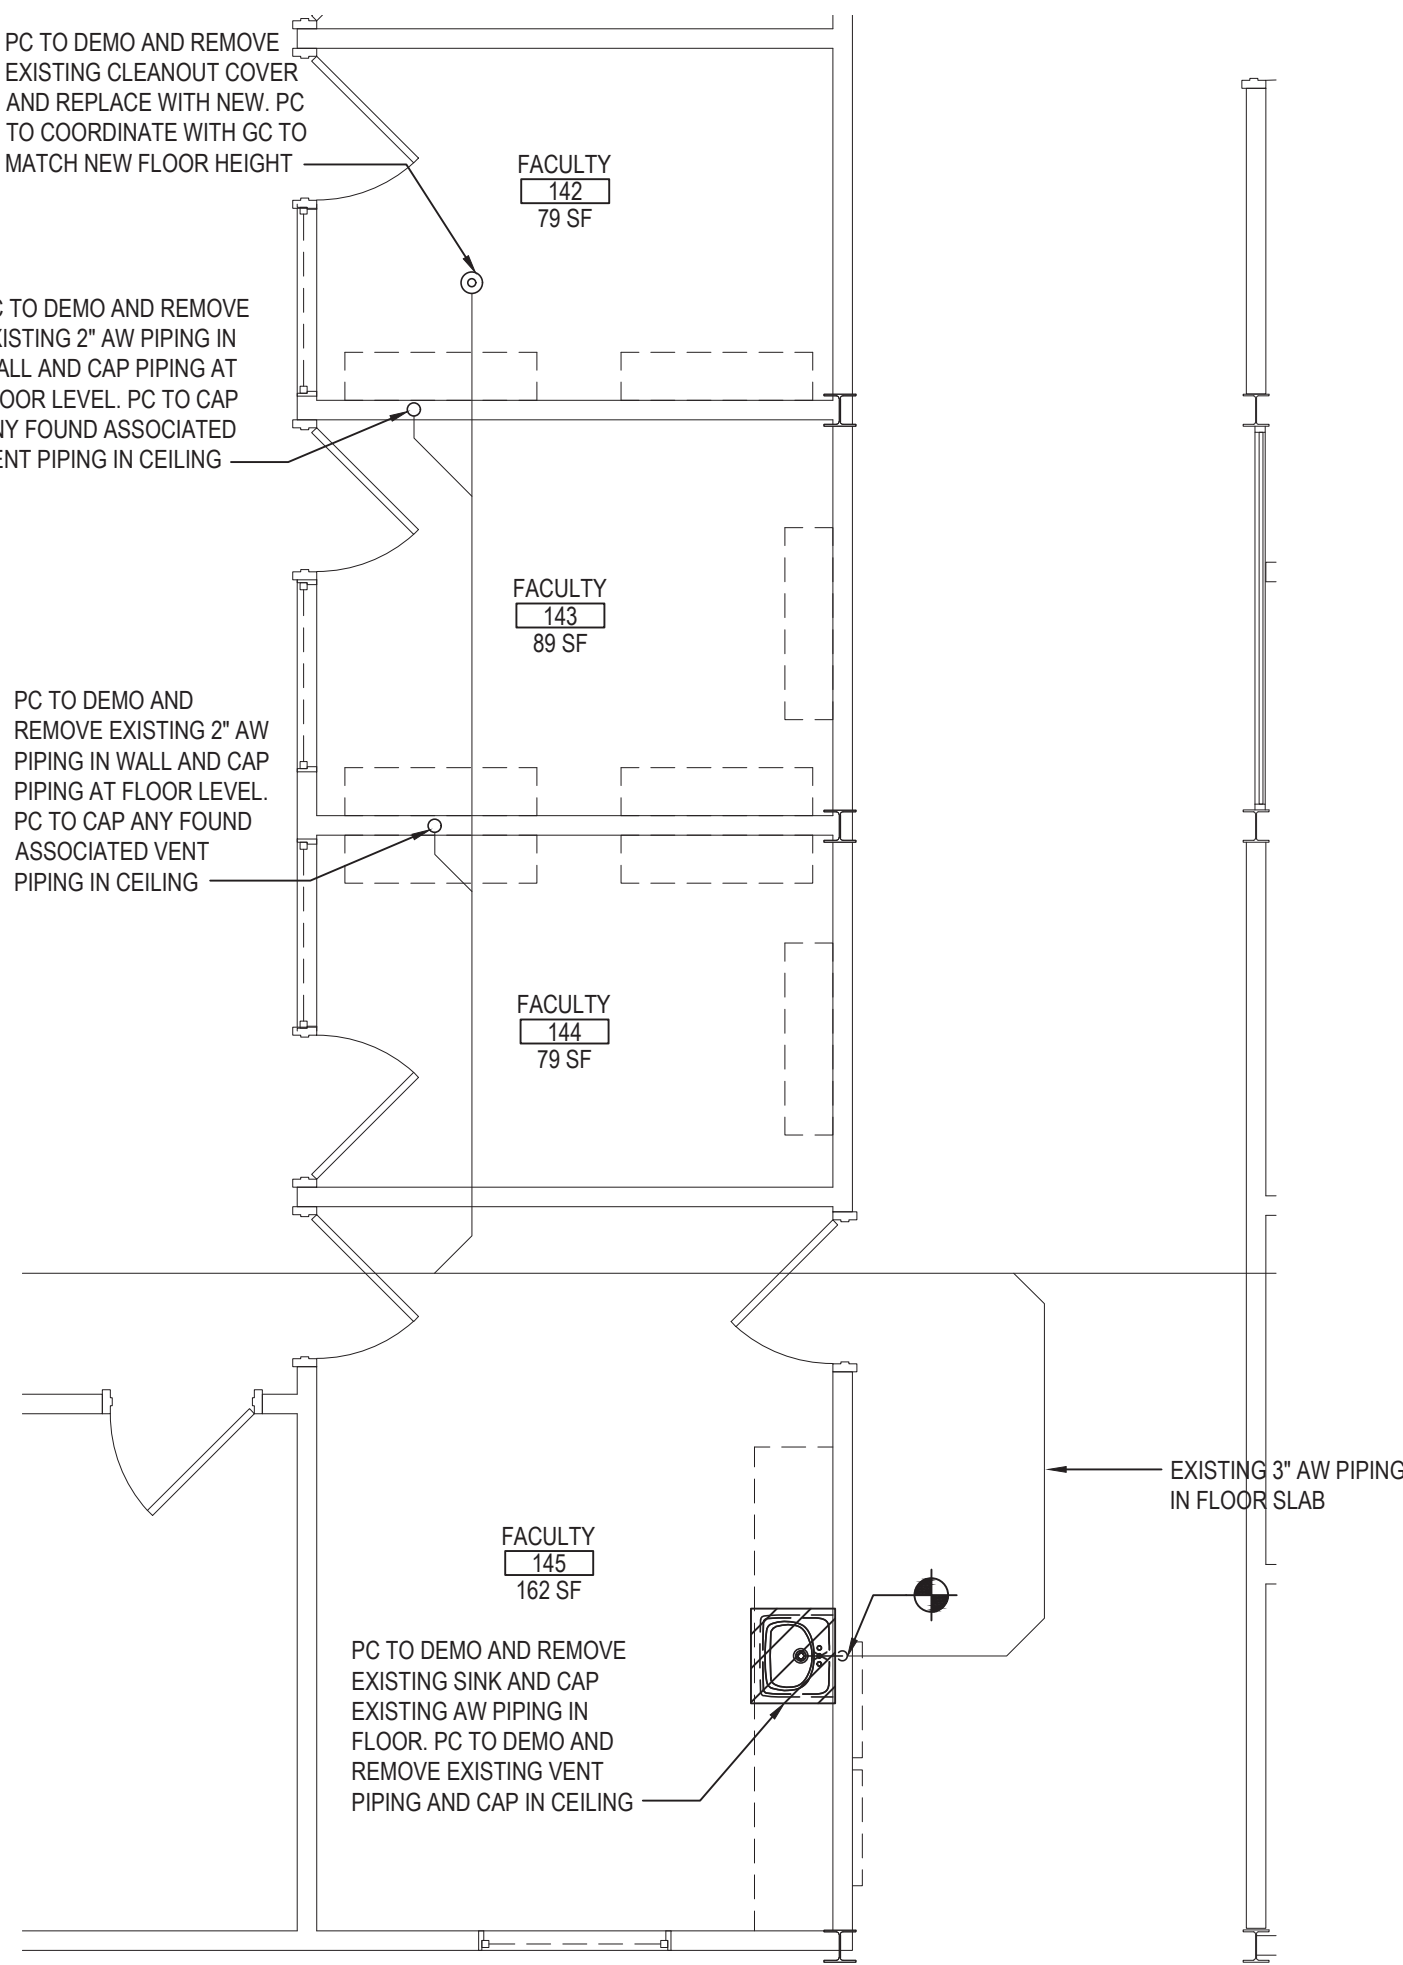 PC TO DEMO AND REMOVE
EXISTING CLEANOUT COVER
AND REPLACE WITH NEW. PC
TO COORDINATE WITH GC TO
MATCH NEW FLOOR HEIGHT
FACULTY
142
79 SF
C TO DEMO AND REMOVE
XISTING 2" AW PIPING IN
ALL AND CAP PIPING AT
OOR LEVEL. PC TO CAP
NY FOUND ASSOCIATED
ENT PIPING IN CEILING
FACULTY
143
89 SF
PC TO DEMO AND
REMOVE EXISTING 2" AW
PIPING IN WALL AND CAP
PIPING AT FLOOR LEVEL.
PC TO CAP ANY FOUND
ASSOCIATED VENT
PIPING IN CEILING
FACULTY
144
79 SF
EXISTING 3" AW PIPING
IN FLOOR SLAB
FACULTY
145
162 SF
PC TO DEMO AND REMOVE
EXISTING SINK AND CAP
EXISTING AW PIPING IN
FLOOR. PC TO DEMO AND
REMOVE EXISTING VENT
PIPING AND CAP IN CEILING